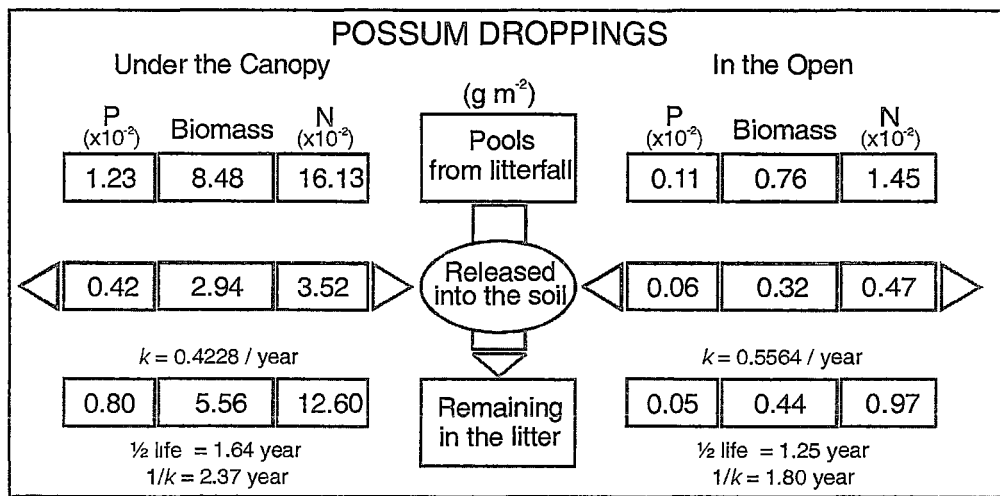 POSSUM DROPPINGS
Under the Canopy
In the Open
(g m⁻²)
P Biomass N
(x10⁻²) (x10⁻²)
1.23 8.48 16.13
Pools
from litterfall
P Biomass N
(x10⁻²) (x10⁻²)
0.11 0.76 1.45
0.42 2.94 3.52
Released
into the soil
0.06 0.32 0.47
k = 0.4228 / year
k = 0.5564 / year
0.80 5.56 12.60
Remaining
in the litter
0.05 0.44 0.97
½ life = 1.64 year
1/k = 2.37 year
½ life = 1.25 year
1/k = 1.80 year